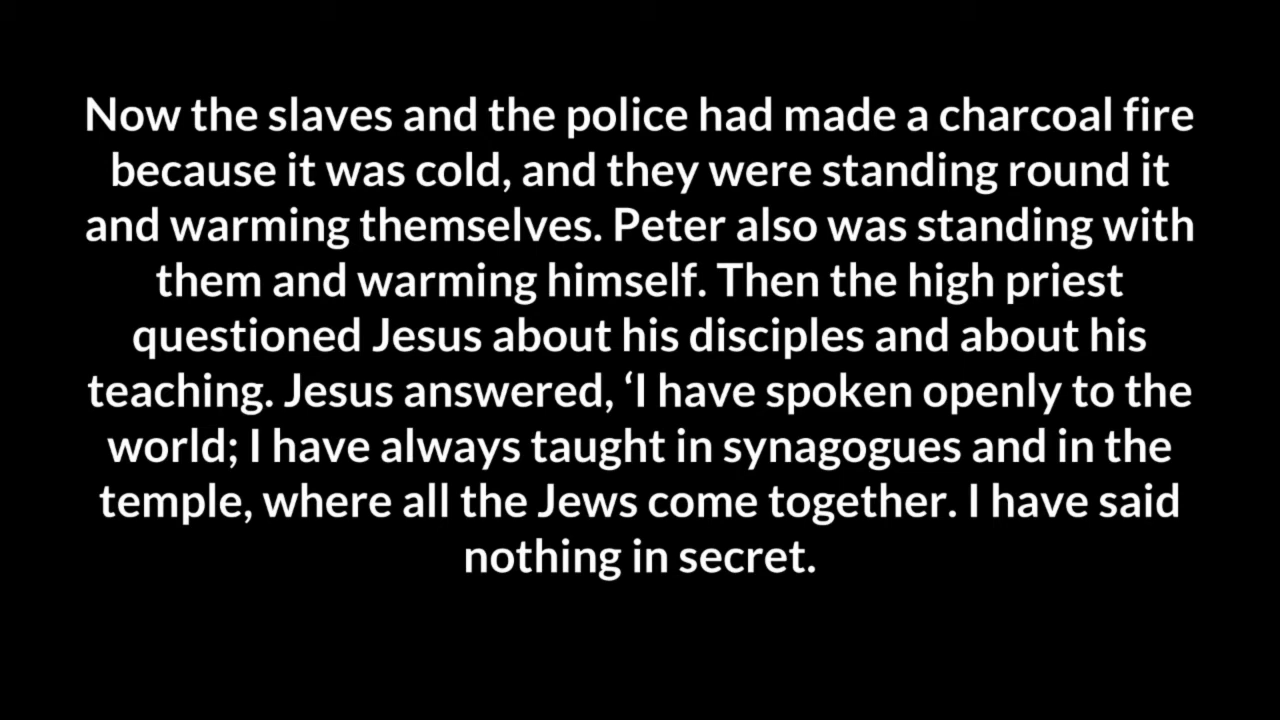 Now the slaves and the police had made a charcoal fire
because it was cold, and they were standing round it
and warming themselves. Peter also was standing with
them and warming himself. Then the high priest
questioned Jesus about his disciples and about his
teaching. Jesus answered, ‘I have spoken openly to the
world; I have always taught in synagogues and in the
temple, where all the Jews come together. I have said
nothing in secret.